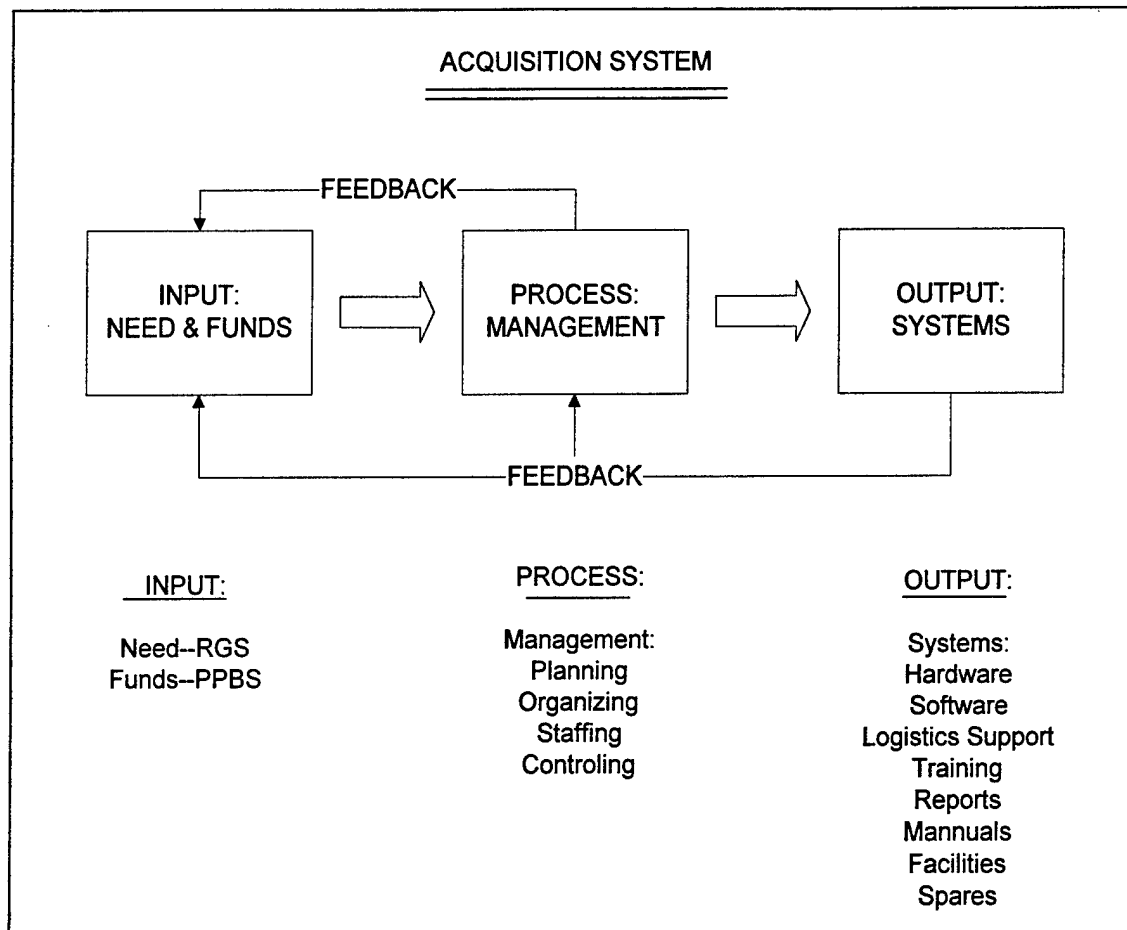 ACQUISITION SYSTEM
FEEDBACK
INPUT:
NEED & FUNDS
PROCESS:
MANAGEMENT
OUTPUT:
SYSTEMS
FEEDBACK
INPUT:
Need--RGS
Funds--PPBS
PROCESS:
Management:
Planning
Organizing
Staffing
Controling
OUTPUT:
Systems:
Hardware
Software
Logistics Support
Training
Reports
Mannuals
Facilities
Spares